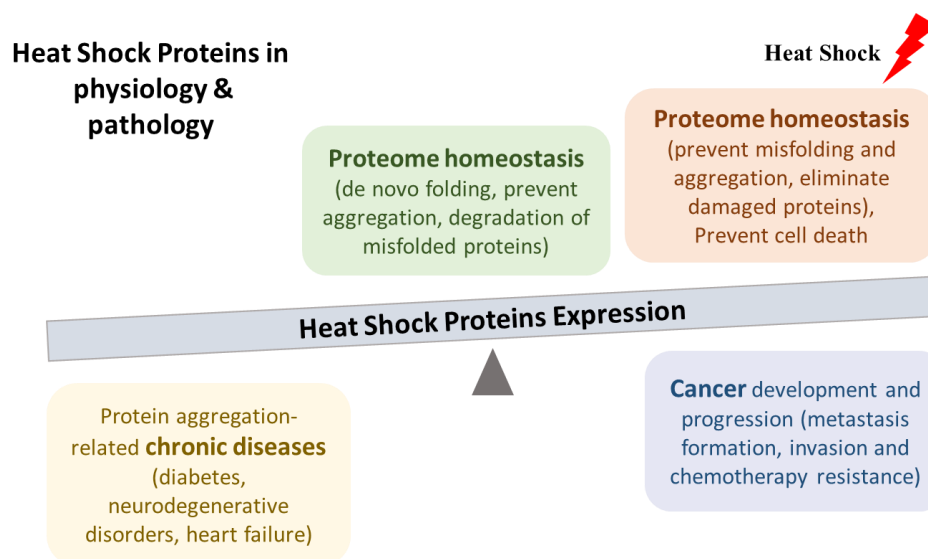 Heat Shock Proteins in
physiology &
pathology
Heat Shock
Proteome homeostasis
(de novo folding, prevent
aggregation, degradation of
misfolded proteins)
Proteome homeostasis
(prevent misfolding and
aggregation, eliminate
damaged proteins),
Prevent cell death
Heat Shock Proteins Expression
Protein aggregation-
related chronic diseases
(diabetes,
neurodegenerative
disorders, heart failure)
Cancer development and
progression (metastasis
formation, invasion and
chemotherapy resistance)